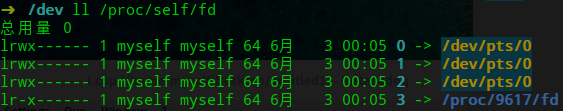 ➜ /dev ll /proc/self/fd
总用量 0
lrwx------ 1 myself myself 64 6月 3 00:05 0 -> /dev/pts/0
lrwx------ 1 myself myself 64 6月 3 00:05 1 -> /dev/pts/0
lrwx------ 1 myself myself 64 6月 3 00:05 2 -> /dev/pts/0
lr-x------ 1 myself myself 64 6月 3 00:05 3 -> /proc/9617/fd